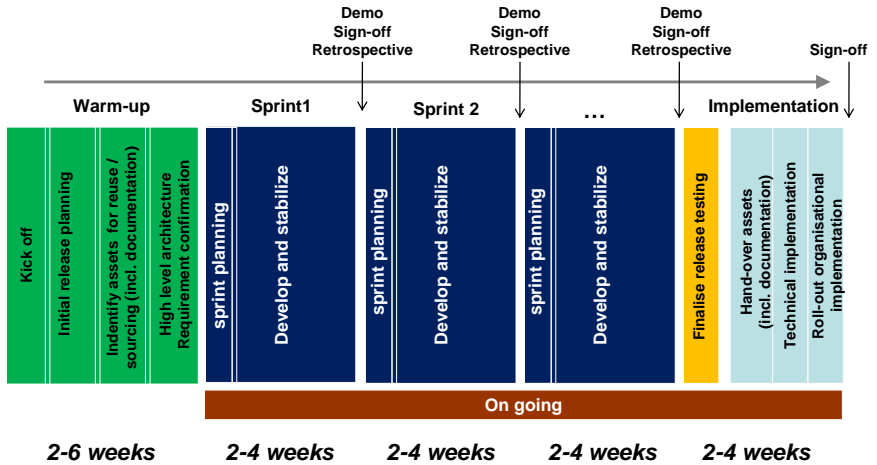 Demo
Sign-off
Retrospective
Demo
Sign-off
Retrospective
Demo
Sign-off
Retrospective
Sign-off
Warm-up
Sprint1
Sprint 2
...
Implementation
Kick off
Initial release planning
Indentify assets for reuse /
sourcing (incl. documentation)
High level architecture
Requirement confirmation
sprint planning
Develop and stabilize
sprint planning
Develop and stabilize
sprint planning
Develop and stabilize
Finalise release testing
Hand-over assets
(incl. documentation)
Technical implementation
Roll-out organisational
implementation
On going
2-6 weeks
2-4 weeks
2-4 weeks
2-4 weeks
2-4 weeks